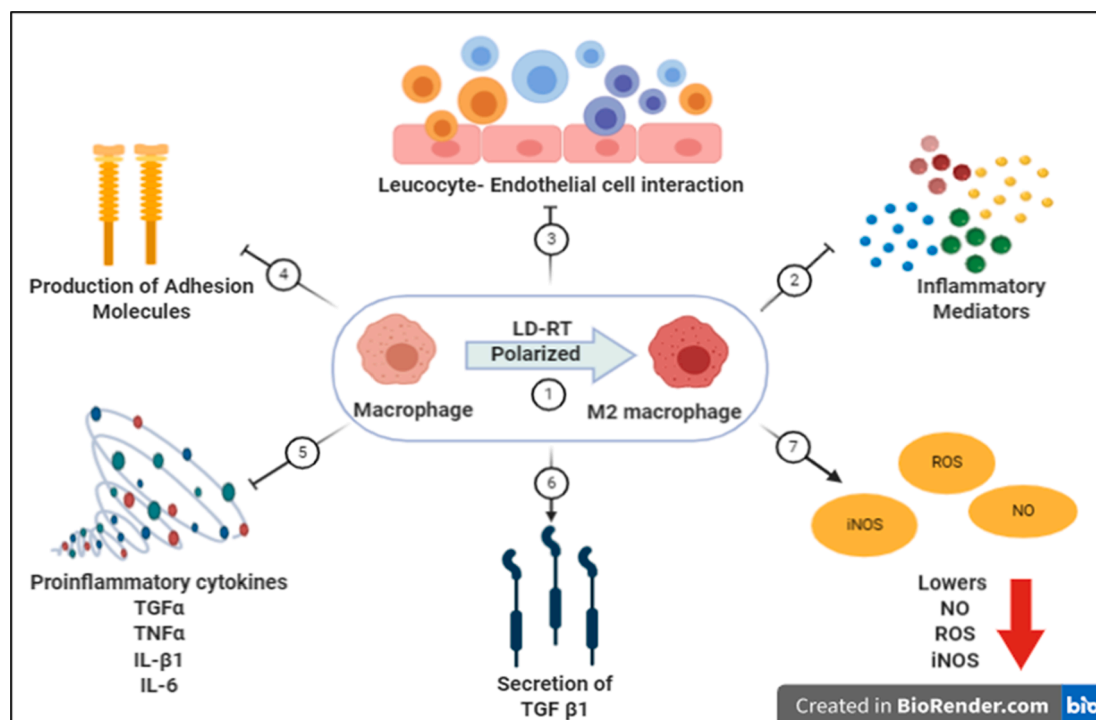 Leucocyte- Endothelial cell interaction
3
Production of Adhesion
Molecules
4
2
Inflammatory
Mediators
LD-RT
Polarized
1
Macrophage
M2 macrophage
5
Proinflammatory cytokines
TGFα
TNFα
IL-β1
IL-6
6
Secretion of
TGF β1
7
ROS
iNOS
NO
Lowers
NO
ROS
iNOS
Created in BioRender.com
bio